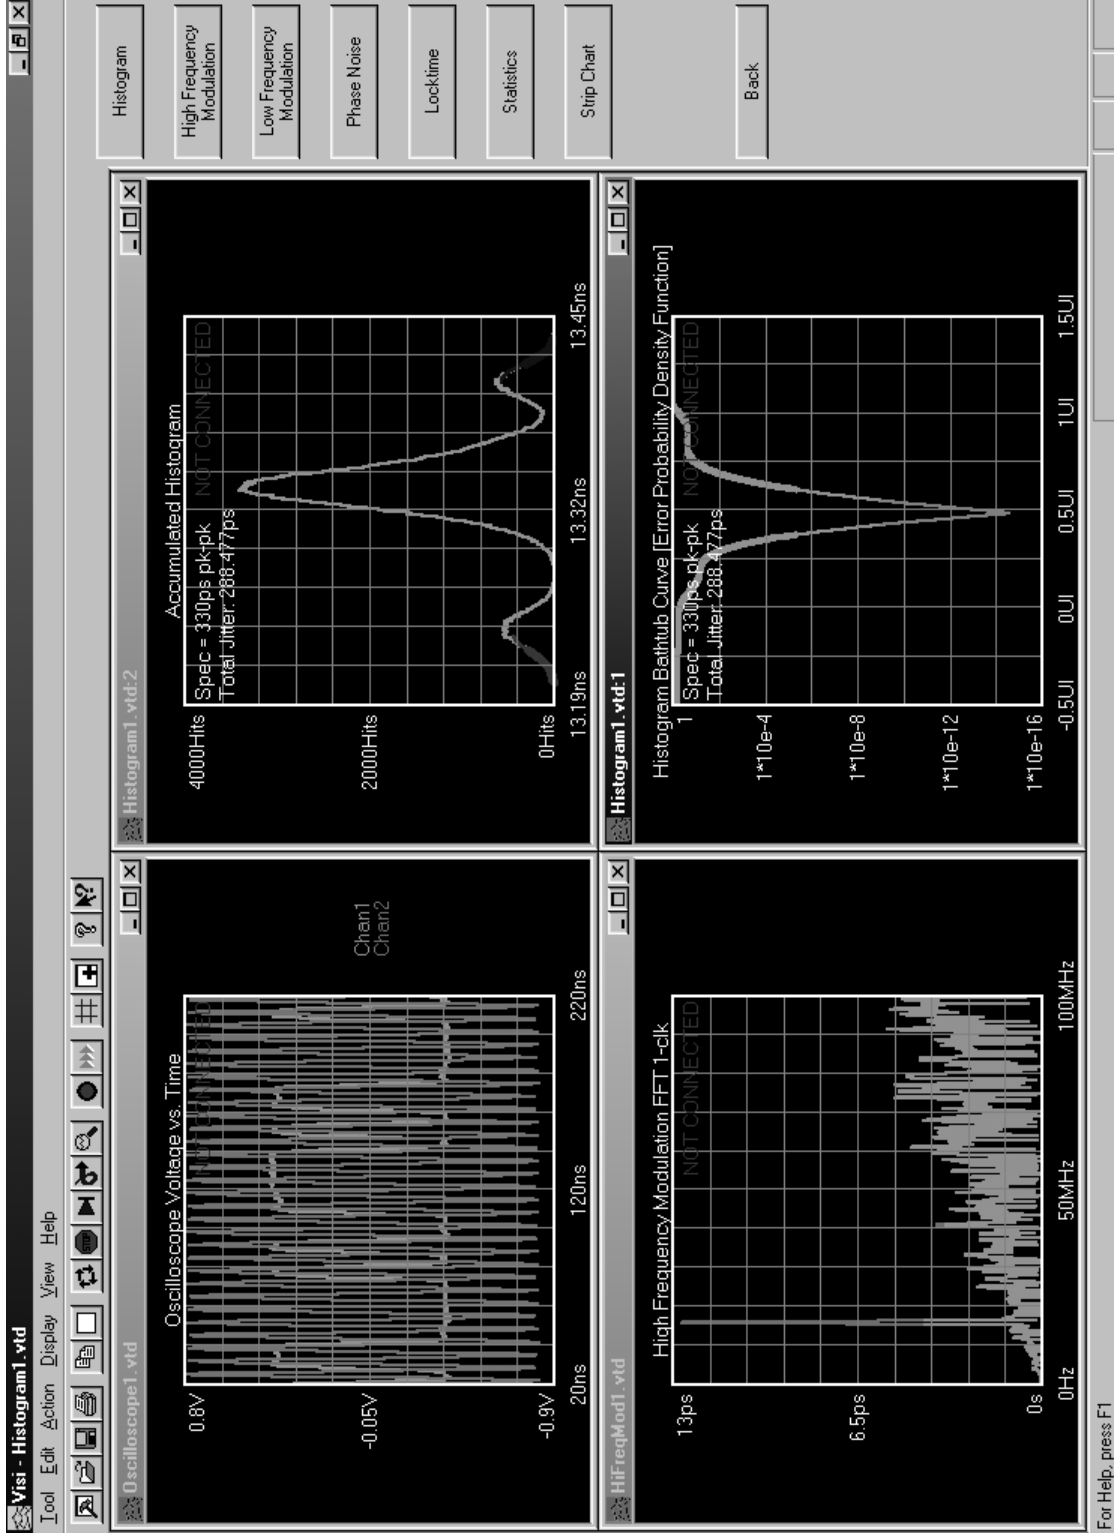 Visi - Histogram1.vtd
Tool Edit Action Display View Help
STOP
Oscilloscope1.vtd
Oscilloscope Voltage vs. Time
NOT CONNECTED
0.8V
-0.05V
-0.9V
20ns 120ns 220ns
Chan1
Chan2
Histogram1.vtd:2
Accumulated Histogram
Spec = 330ps pk-pk
Total Jitter: 288.477ps
NOT CONNECTED
4000Hits
2000Hits
0Hits
13.19ns 13.32ns 13.45ns
HiFreqMod1.vtd
High Frequency Modulation FFT 1-clk
NOT CONNECTED
13ps
6.5ps
0s
0Hz 50MHz 100MHz
Histogram1.vtd:1
Histogram Bathtub Curve [Error Probability Density Function]
Spec = 330ps pk-pk
Total Jitter: 288.477ps
NOT CONNECTED
1
1*10e-4
1*10e-8
1*10e-12
1*10e-16
-0.5UI 0UI 0.5UI 1UI 1.5UI
Histogram
High Frequency
Modulation
Low Frequency
Modulation
Phase Noise
Locktime
Statistics
Strip Chart
Back
For Help, press F1